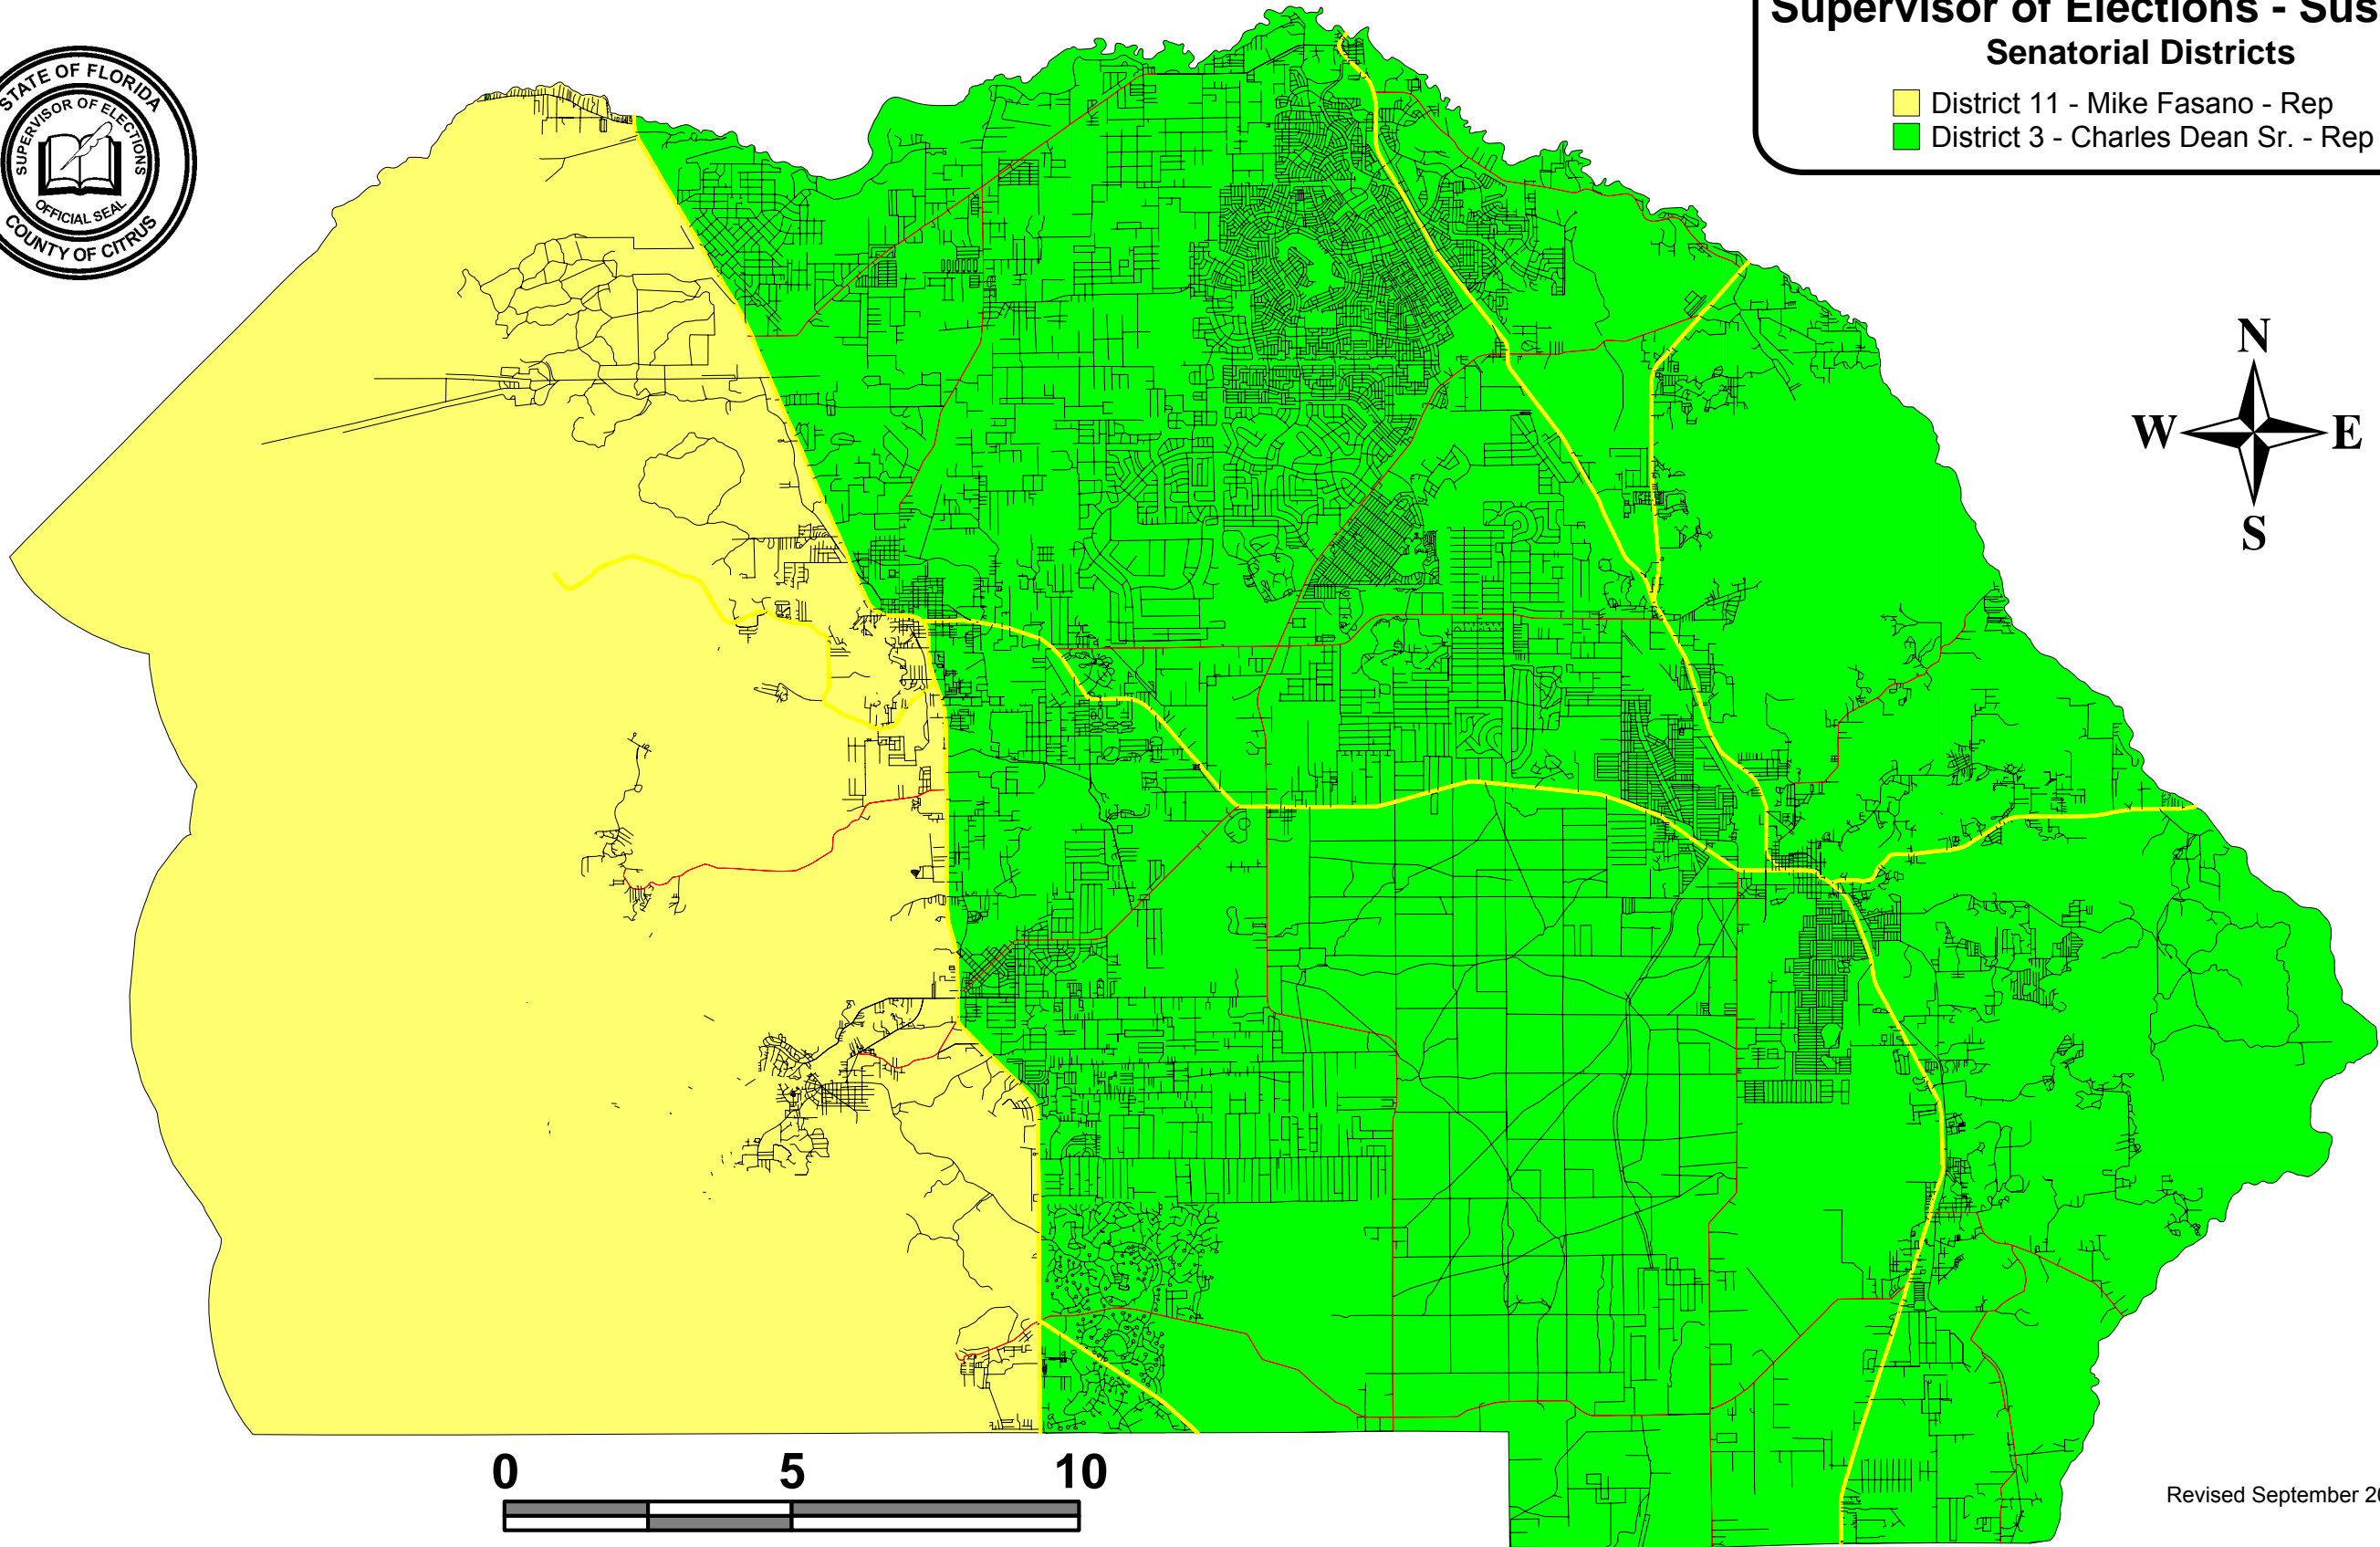 Supervisor of Elections - Sus
Senatorial Districts
District 11 - Mike Fasano - Rep
District 3 - Charles Dean Sr. - Rep
STATE OF FLORIDA
SUPERVISOR OF ELECTIONS
OFFICIAL SEAL
COUNTY OF CITRUS
N
W E
S
0 5 10
Revised September 20